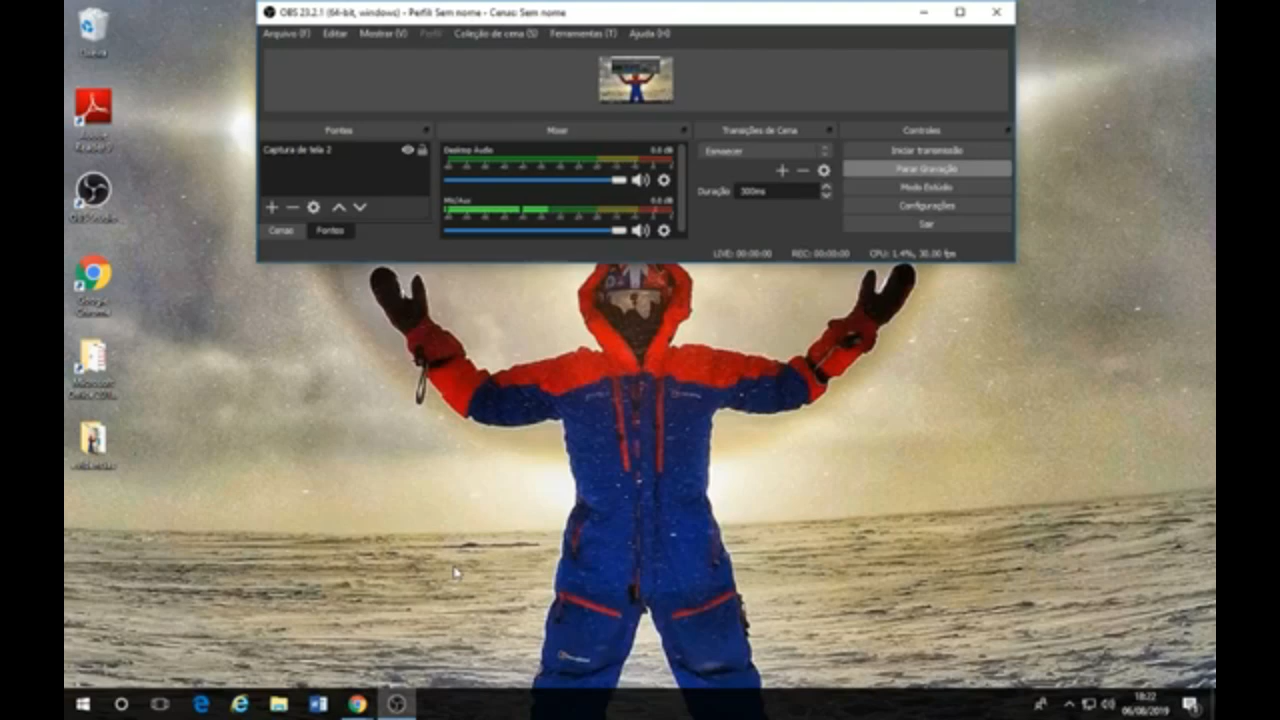 OBS 23.2.1 (64-bit, windows) - Perfil: Sem nome - Cenas: Sem nome
Arquivo (F) Editar Mostrar (V) Perfil Coleção de cena (S) Ferramentas (T) Ajuda (H)
Fontes Mixer Transições de Cena Controles
Captura de tela 2
Desktop Áudio 0.0 dB
Esmaecer
Iniciar transmissão
Parar Gravação
Duração 300ms
Modo Estúdio
Mic/Aux 0.0 dB
Configurações
Sair
Cenas Fontes
LIVE: 00:00:00 REC: 00:00:00 CPU: 1.4%, 30.00 fps
Adobe
OBS Studio
Google
Chrome
Microsoft
evidencias
18:22
06/08/2019